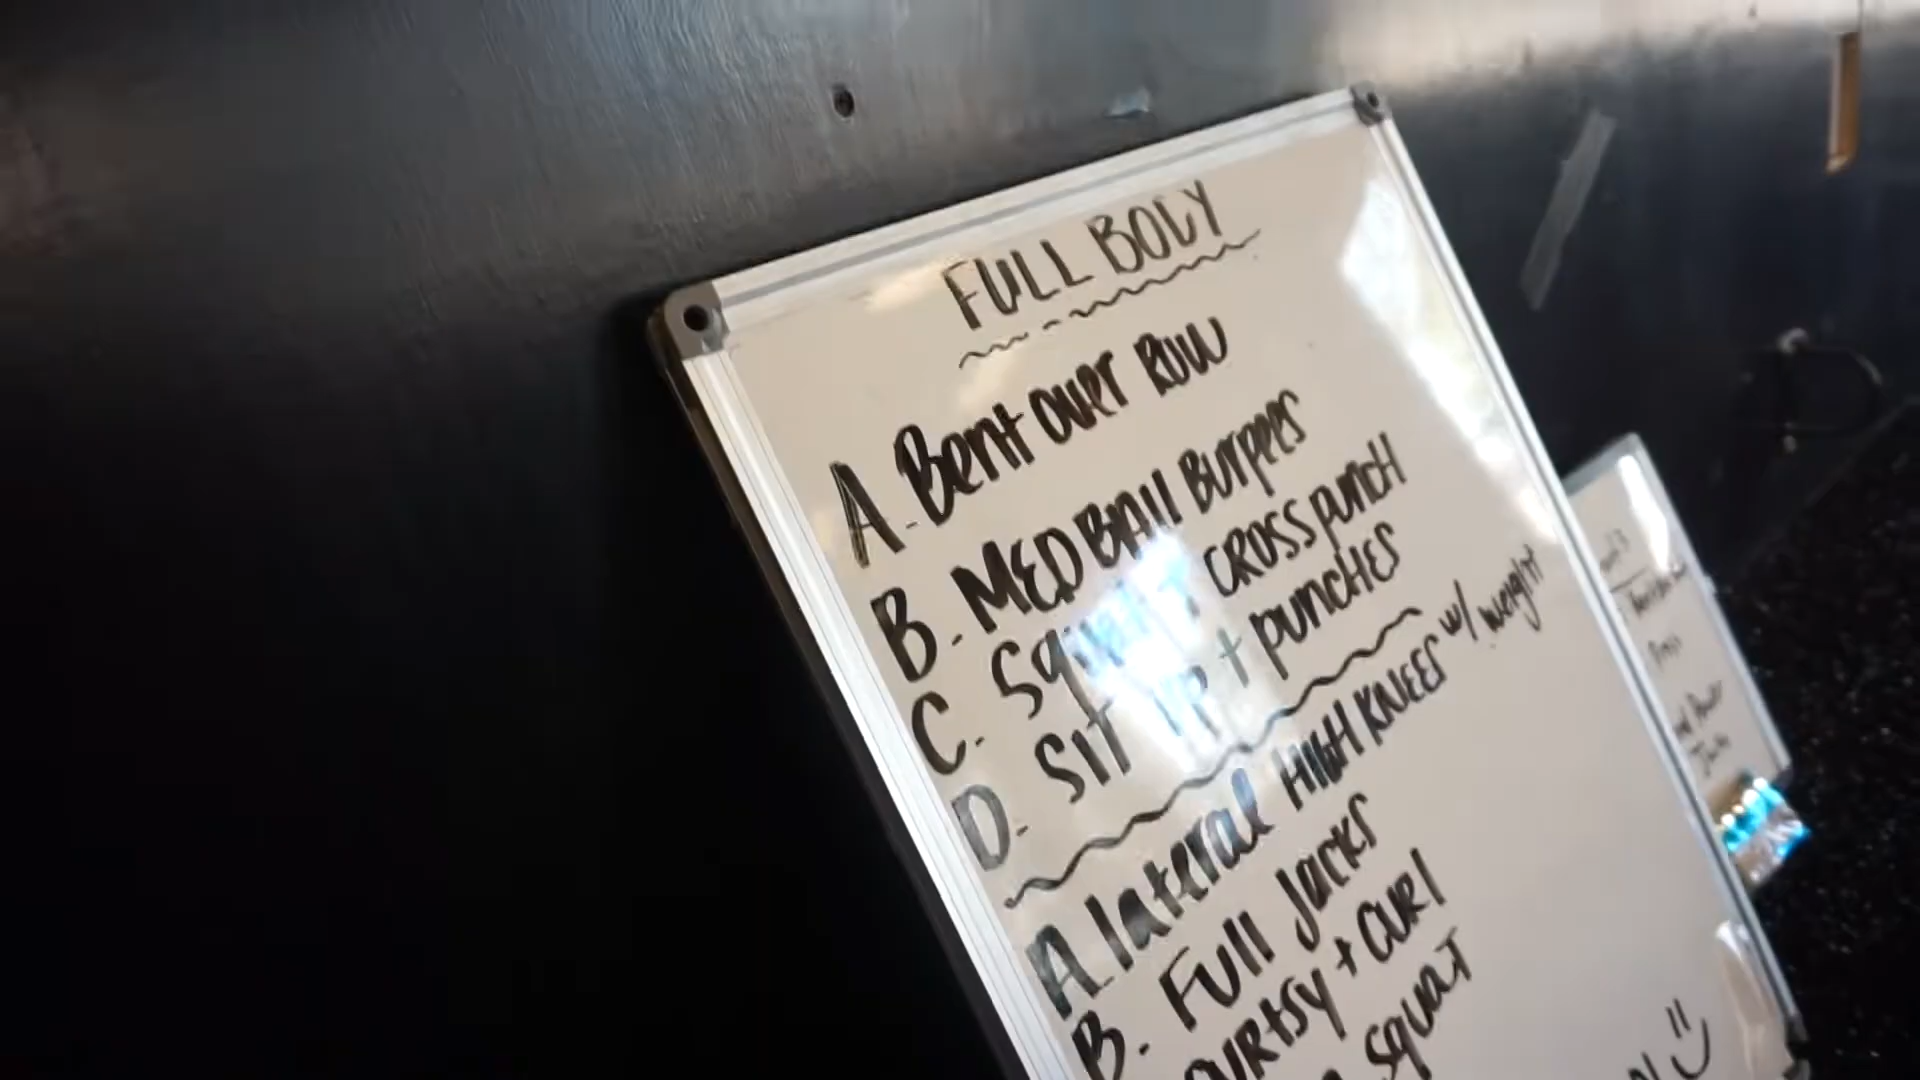 FULL BODY
A. Bent over ROW
B. MED BALL BURPEES
C. SQUAT CROSS PUNCH
D. SIT UP + PUNCHES
A. lateral HIGH KNEES w/ weight
B. Full Jacks
CURTSY + CURL
SQUAT